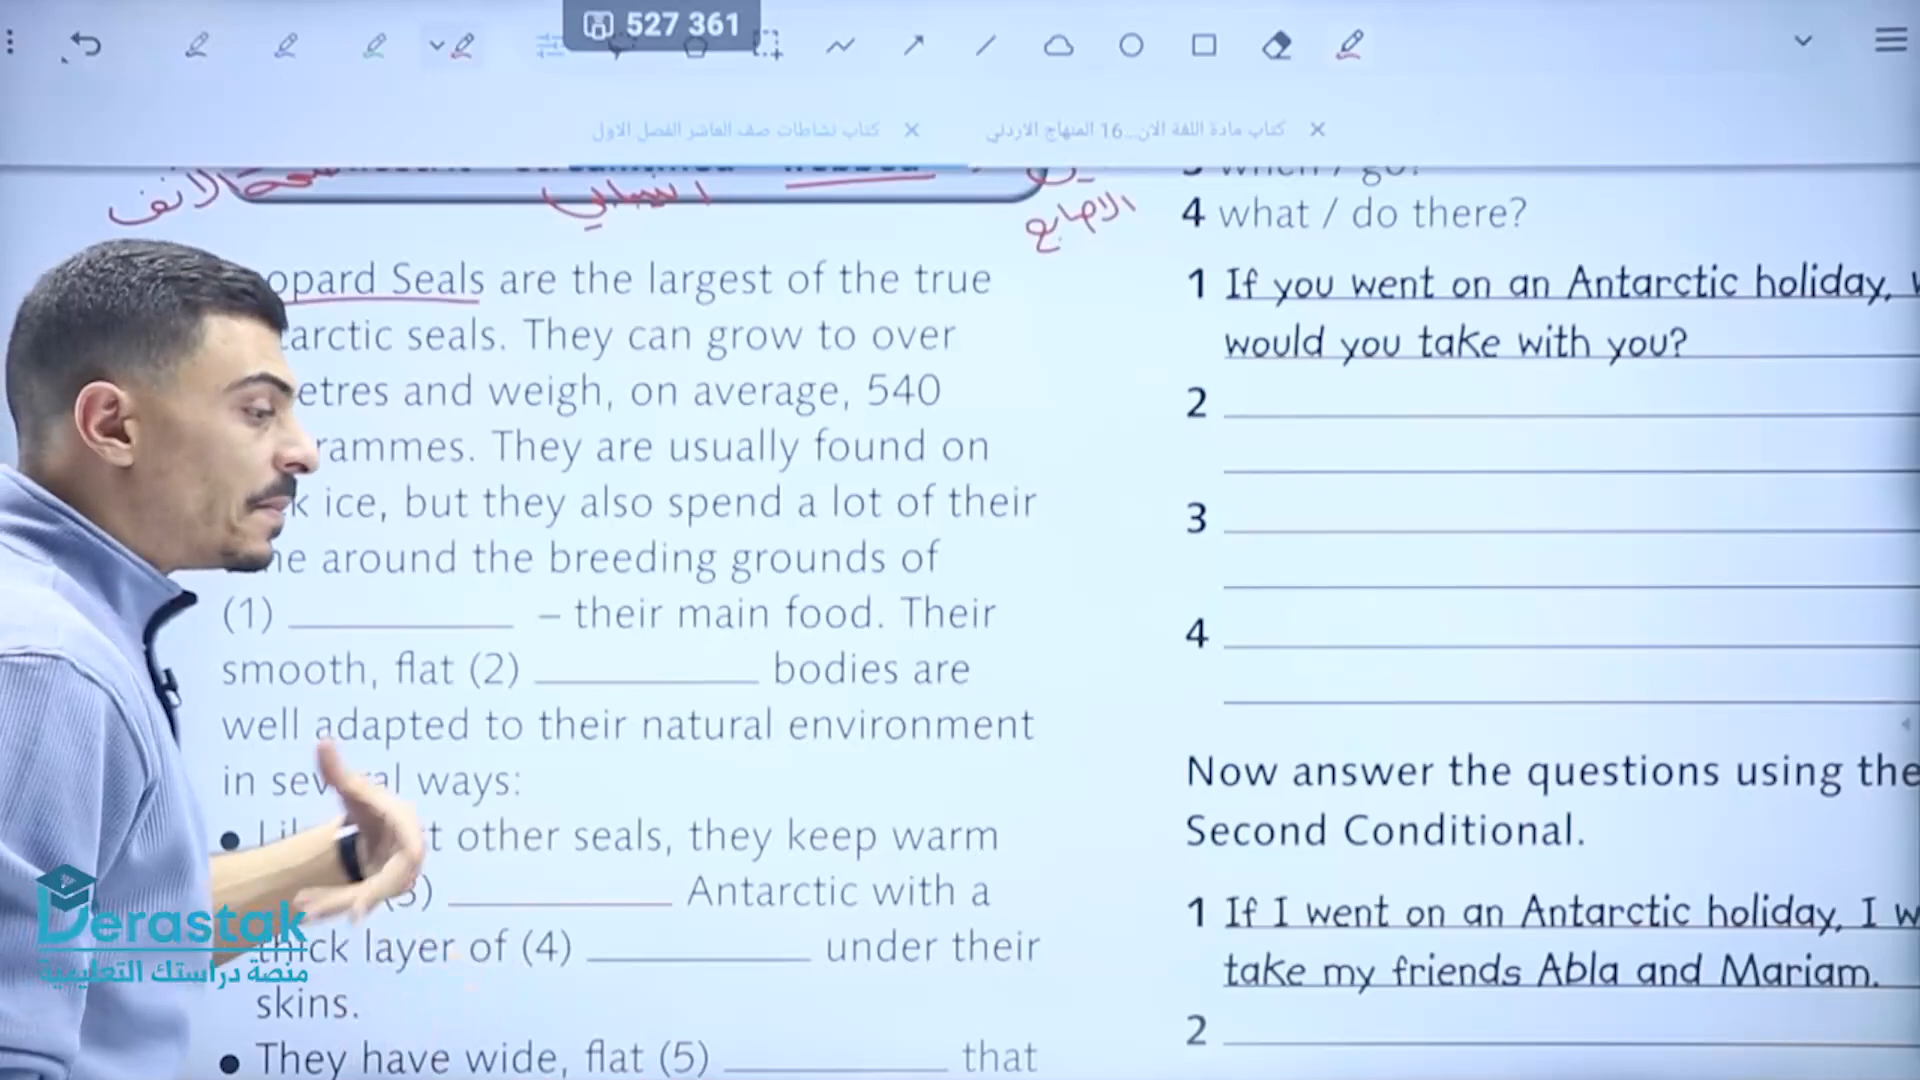 527 361
كتاب نشاطات صف العاشر الفصل الاول
كتاب مادة اللغة الان...16 المنهاج الاردني
الانف
انسيابي
الاصابع
opard Seals are the largest of the true
arctic seals. They can grow to over
etres and weigh, on average, 540
rammes. They are usually found on
k ice, but they also spend a lot of their
me around the breeding grounds of
(1) – their main food. Their
smooth, flat (2) bodies are
well adapted to their natural environment
in several ways:
• t other seals, they keep warm
(3) Antarctic with a
thick layer of (4) under their
skins.
• They have wide, flat (5) that
4 what / do there?
1 If you went on an Antarctic holiday,
would you take with you?
2
3
4
Now answer the questions using the
Second Conditional.
1 If I went on an Antarctic holiday, I w
take my friends Abla and Mariam.
2
Derastak
منصة دراستك التعليمية